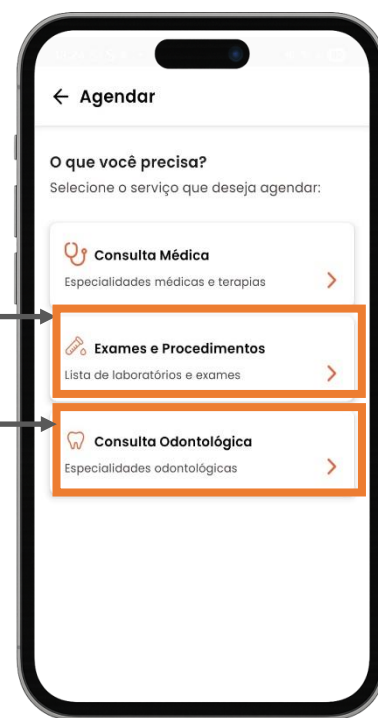 Agendar
O que você precisa?
Selecione o serviço que deseja agendar:
Consulta Médica
Especialidades médicas e terapias
Exames e Procedimentos
Lista de laboratórios e exames
Consulta Odontológica
Especialidades odontológicas